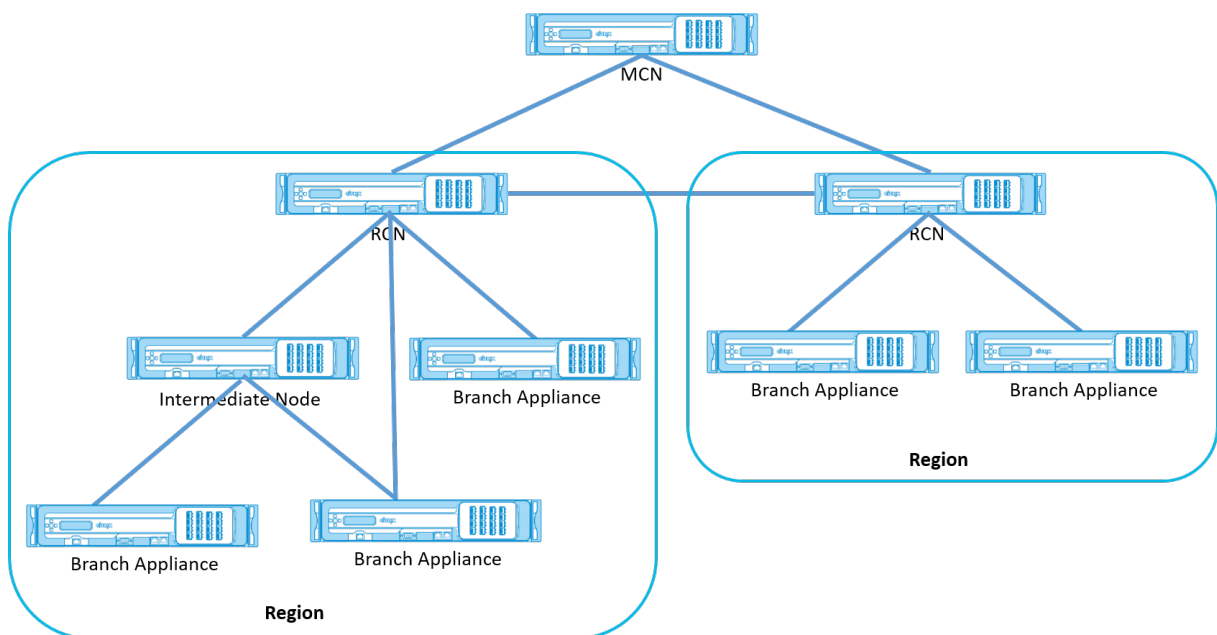 MCN
RCN
RCN
Intermediate Node
Branch Appliance
Branch Appliance
Branch Appliance
Region
Branch Appliance
Branch Appliance
Region